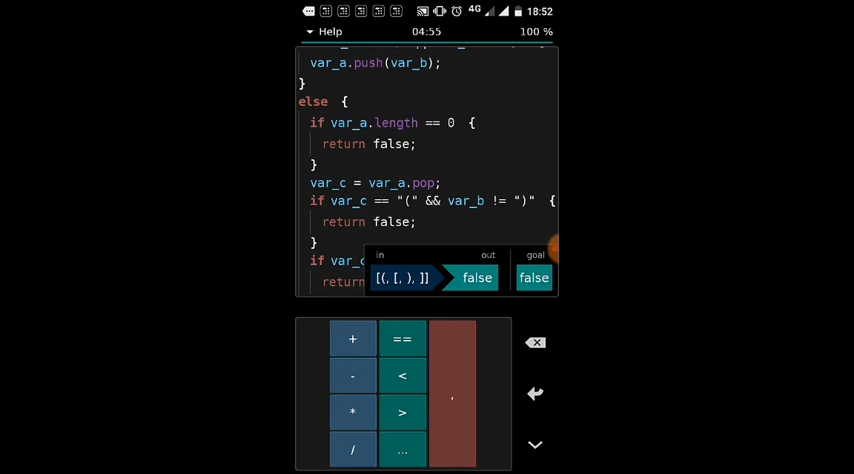 4G 18:52
Help 04:55 100 %
var_a.push(var_b);
}
else {
if var_a.length == 0 {
return false;
}
var_c = var_a.pop;
if var_c == "(" && var_b != ")" {
return false;
}
if var_c
return
in out goal
[(, [, ), ]] false false
+ ==
- <
* > ,
/ ...